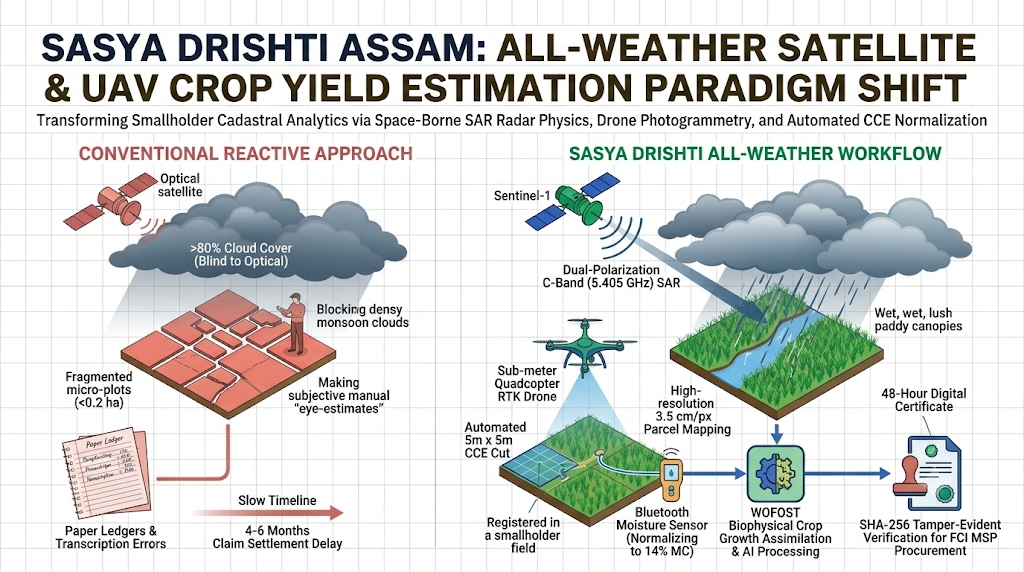 SASYA DRISHTI ASSAM: ALL-WEATHER SATELLITE
& UAV CROP YIELD ESTIMATION PARADIGM SHIFT
Transforming Smallholder Cadastral Analytics via Space-Borne SAR Radar Physics, Drone Photogrammetry, and Automated CCE Normalization
CONVENTIONAL REACTIVE APPROACH
Optical
satellite
>80% Cloud Cover
(Blind to Optical)
Blocking densy
monsoon clouds
Fragmented
micro-plots
(<0.2 ha)
Making
subjective manual
"eye-estimates"
Paper Ledger
Paper Ledgers &
Transcription Errors
Slow Timeline
4-6 Months
Claim Settlement Delay
SASYA DRISHTI ALL-WEATHER WORKFLOW
Sentinel-1
Dual-Polarization
C-Band (5.405 GHz) SAR
Wet, wet, lush
paddy canopies
Sub-meter
Quadcopter
RTK Drone
High-
resolution
3.5 cm/px
Parcel Mapping
Automated
5m x 5m
CCE Cut
Registered in
a smallholder
field
Bluetooth
Moisture Sensor
(Normalizing
to 14% MC)
WOFOST
Biophysical Crop
Growth Assimilation
& AI Processing
48-Hour Digital
Certificate
SHA-256 Tamper-Evident
Verification for FCI MSP
Procurement